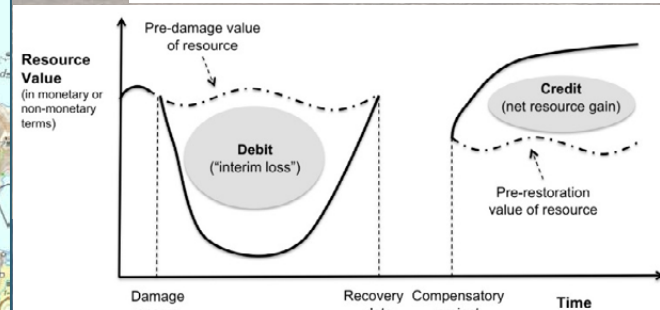 Pre-damage value
of resource
Resource
Value
(in monetary or
non-monetary
terms)
Credit
(net resource gain)
Debit
("interim loss")
Pre-restoration
value of resource
Damage
Recovery
Compensatory
Time